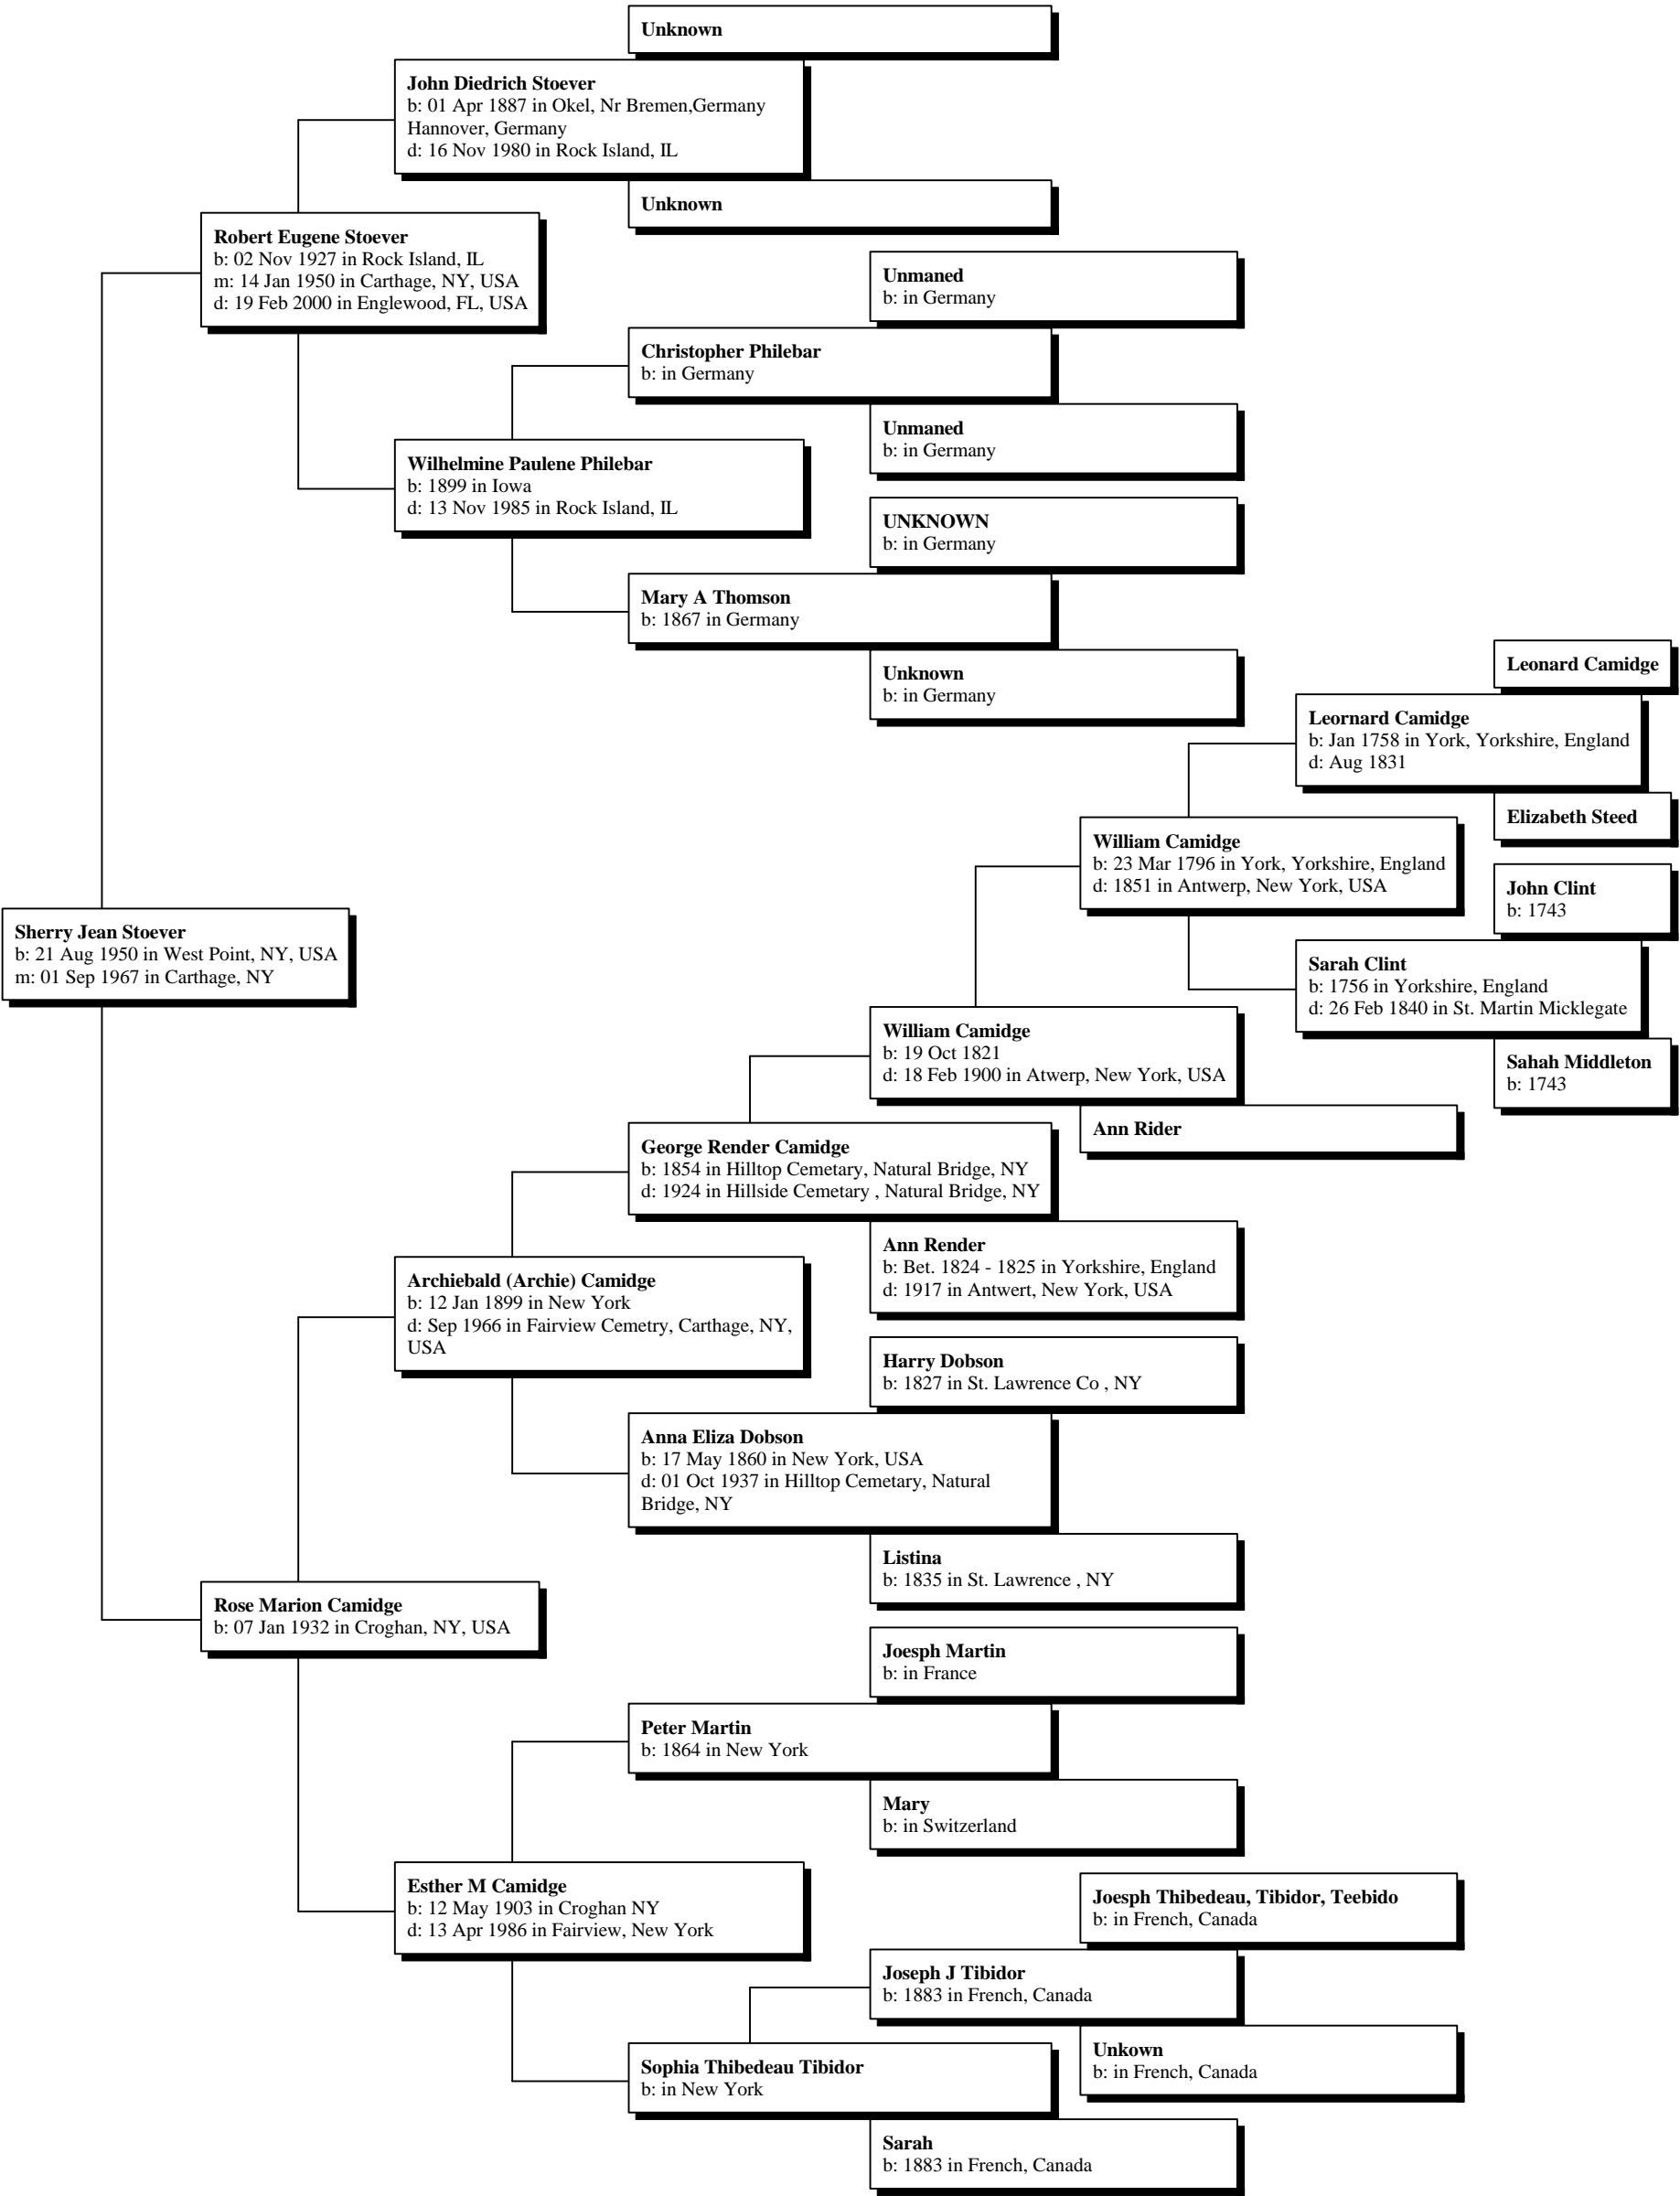 Unknown
John Diedrich Stoever
b: 01 Apr 1887 in Okel, Nr Bremen,Germany
Hannover, Germany
d: 16 Nov 1980 in Rock Island, IL
Unknown
Robert Eugene Stoever
b: 02 Nov 1927 in Rock Island, IL
m: 14 Jan 1950 in Carthage, NY, USA
d: 19 Feb 2000 in Englewood, FL, USA
Unmaned
b: in Germany
Christopher Philebar
b: in Germany
Unmaned
b: in Germany
Wilhelmine Paulene Philebar
b: 1899 in Iowa
d: 13 Nov 1985 in Rock Island, IL
UNKNOWN
b: in Germany
Mary A Thomson
b: 1867 in Germany
Unknown
b: in Germany
Leonard Camidge
Leornard Camidge
b: Jan 1758 in York, Yorkshire, England
d: Aug 1831
Elizabeth Steed
William Camidge
b: 23 Mar 1796 in York, Yorkshire, England
d: 1851 in Antwerp, New York, USA
John Clint
b: 1743
Sherry Jean Stoever
b: 21 Aug 1950 in West Point, NY, USA
m: 01 Sep 1967 in Carthage, NY
Sarah Clint
b: 1756 in Yorkshire, England
d: 26 Feb 1840 in St. Martin Micklegate
William Camidge
b: 19 Oct 1821
d: 18 Feb 1900 in Atwerp, New York, USA
Sahah Middleton
b: 1743
Ann Rider
George Render Camidge
b: 1854 in Hilltop Cemetary, Natural Bridge, NY
d: 1924 in Hillside Cemetary , Natural Bridge, NY
Ann Render
b: Bet. 1824 - 1825 in Yorkshire, England
d: 1917 in Antwert, New York, USA
Archiebald (Archie) Camidge
b: 12 Jan 1899 in New York
d: Sep 1966 in Fairview Cemetry, Carthage, NY,
USA
Harry Dobson
b: 1827 in St. Lawrence Co , NY
Anna Eliza Dobson
b: 17 May 1860 in New York, USA
d: 01 Oct 1937 in Hilltop Cemetary, Natural
Bridge, NY
Listina
b: 1835 in St. Lawrence , NY
Rose Marion Camidge
b: 07 Jan 1932 in Croghan, NY, USA
Joesph Martin
b: in France
Peter Martin
b: 1864 in New York
Mary
b: in Switzerland
Esther M Camidge
b: 12 May 1903 in Croghan NY
d: 13 Apr 1986 in Fairview, New York
Joesph Thibedeau, Tibidor, Teebido
b: in French, Canada
Joseph J Tibidor
b: 1883 in French, Canada
Unkown
b: in French, Canada
Sophia Thibedeau Tibidor
b: in New York
Sarah
b: 1883 in French, Canada